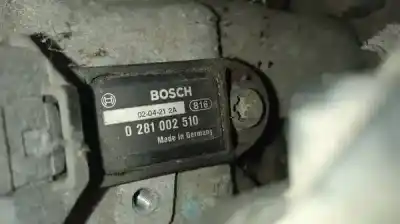 BOSCH
02-04-21 2A 816
0 281 002 510
Made in Germany